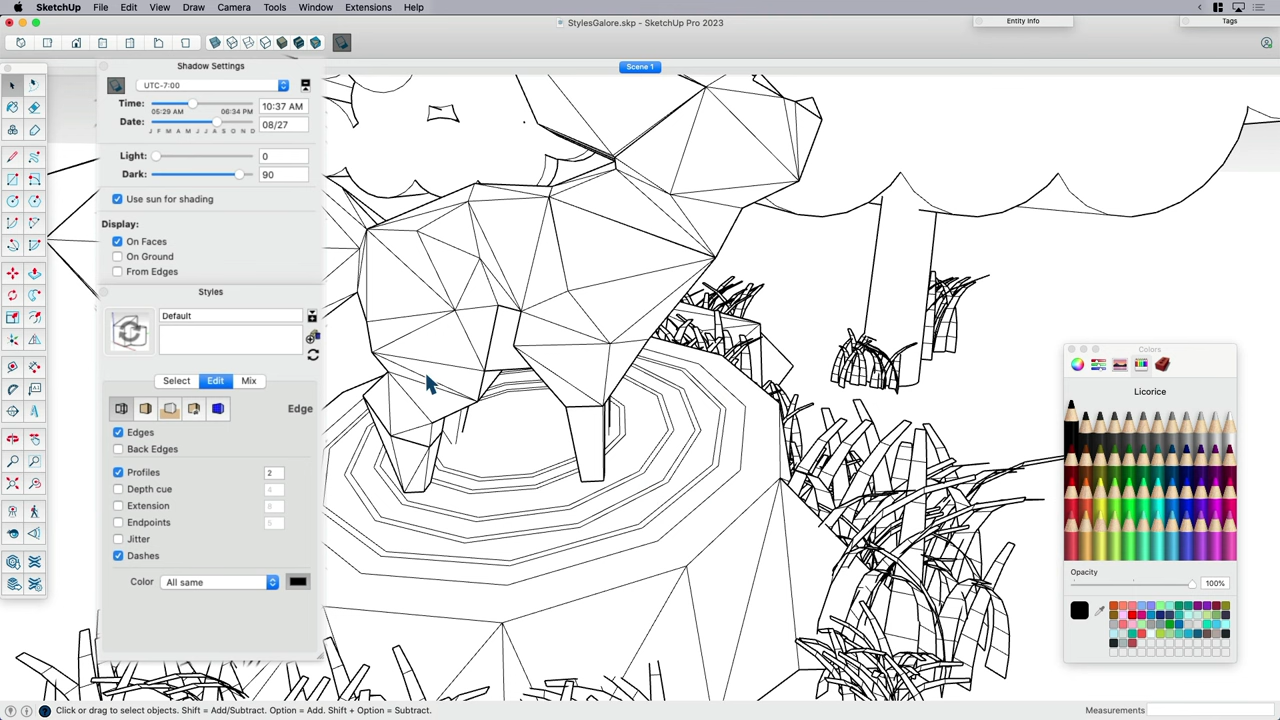 SketchUp File Edit View Draw Camera Tools Window Extensions Help
StylesGalore.skp - SketchUp Pro 2023
Entity Info
Tags
Scene 1
Shadow Settings
UTC-7:00
Time: 10:37 AM
05:29 AM 06:34 PM
Date: 08/27
J F M A M J J A S O N D
Light: 0
Dark: 90
Use sun for shading
Display:
On Faces
On Ground
From Edges
Styles
Default
Select Edit Mix
Edge
Edges
Back Edges
Profiles 2
Depth cue 4
Extension 8
Endpoints 5
Jitter
Dashes
Color All same
Colors
Licorice
Opacity
100%
Click or drag to select objects. Shift = Add/Subtract. Option = Add. Shift + Option = Subtract.
Measurements